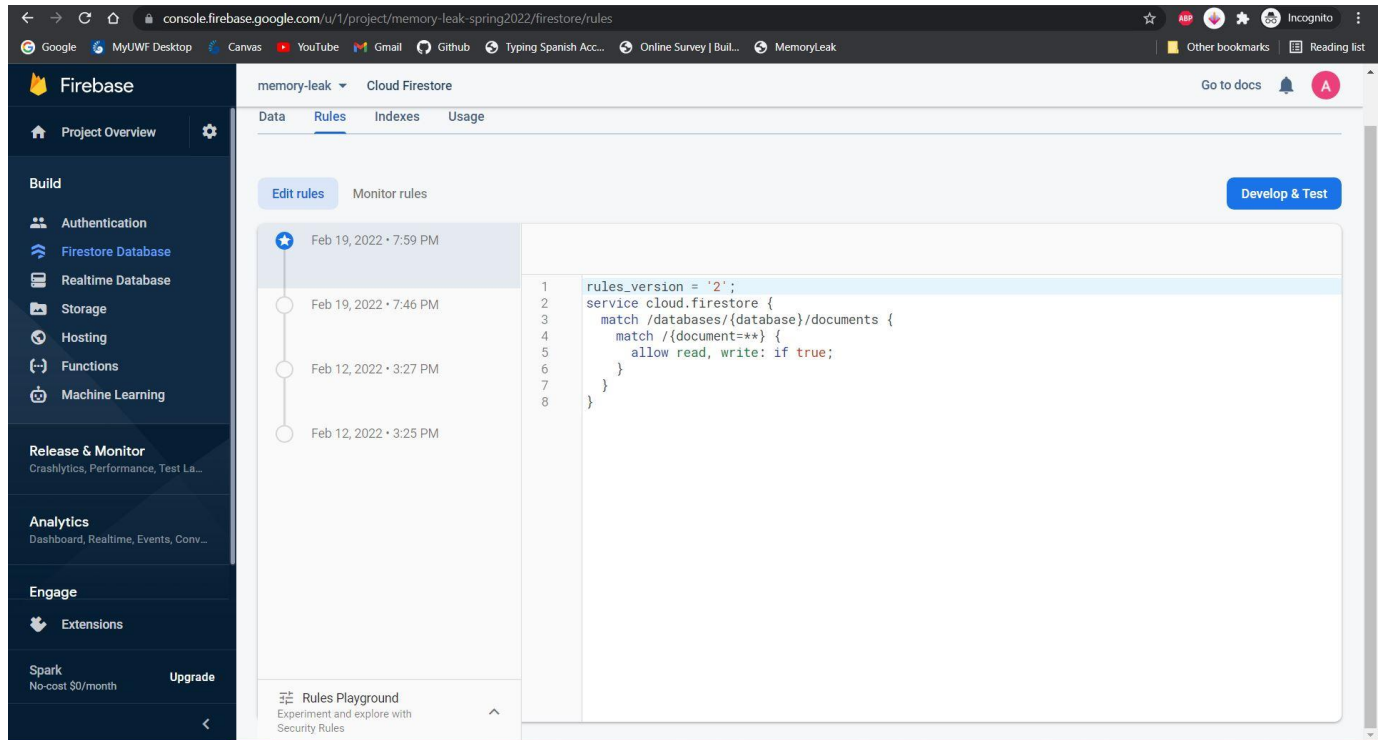 console.firebase.google.com/u/1/project/memory-leak-spring2022/firestore/rules
ABP
Incognito
Google
MyUWF Desktop
Canvas
YouTube
Gmail
Github
Typing Spanish Acc...
Online Survey | Buil...
MemoryLeak
Other bookmarks
Reading list
Firebase
memory-leak
Cloud Firestore
Go to docs
A
Project Overview
Data
Rules
Indexes
Usage
Build
Authentication
Firestore Database
Realtime Database
Storage
Hosting
Functions
Machine Learning
Release & Monitor
Crashlytics, Performance, Test La...
Analytics
Dashboard, Realtime, Events, Conv...
Engage
Extensions
Spark
No-cost $0/month
Upgrade
Edit rules
Monitor rules
Develop & Test
Feb 19, 2022 • 7:59 PM
Feb 19, 2022 • 7:46 PM
Feb 12, 2022 • 3:27 PM
Feb 12, 2022 • 3:25 PM
Rules Playground
Experiment and explore with
Security Rules
1 rules_version = '2';
2 service cloud.firestore {
3   match /databases/{database}/documents {
4     match /{document=**} {
5       allow read, write: if true;
6     }
7   }
8 }